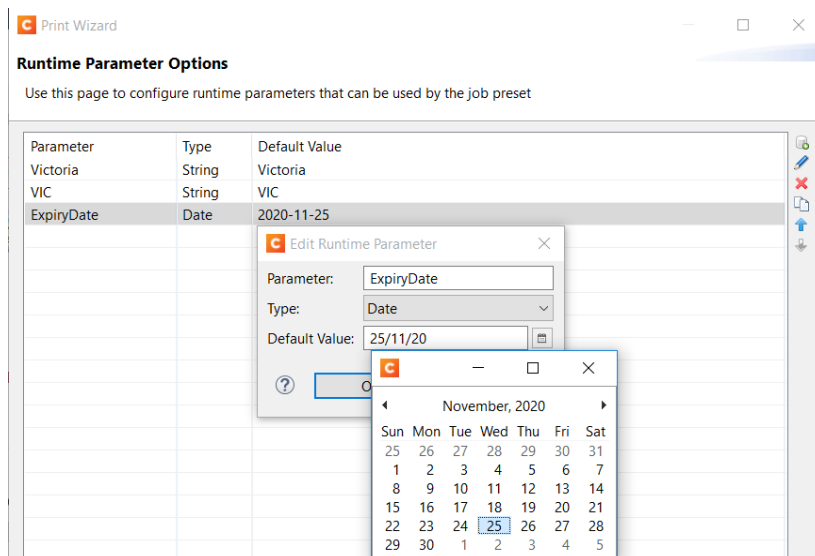 C Print Wizard
Runtime Parameter Options
Use this page to configure runtime parameters that can be used by the job preset
Parameter Type Default Value
Victoria String Victoria
VIC String VIC
ExpiryDate Date 2020-11-25
C Edit Runtime Parameter
Parameter: ExpiryDate
Type: Date
Default Value: 25/11/20
? O
C
November, 2020
Sun Mon Tue Wed Thu Fri Sat
25 26 27 28 29 30 31
1 2 3 4 5 6 7
8 9 10 11 12 13 14
15 16 17 18 19 20 21
22 23 24 25 26 27 28
29 30 1 2 3 4 5